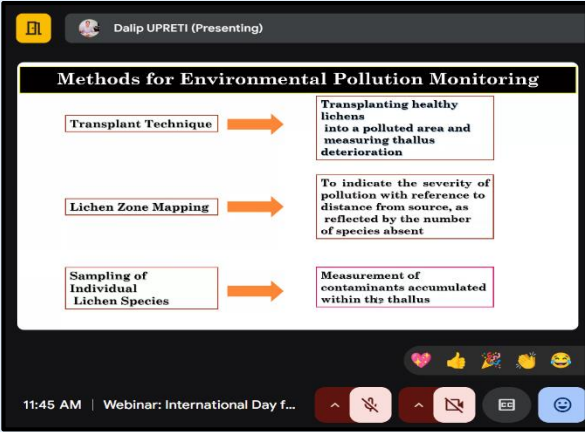 Dalip UPRETI (Presenting)
Methods for Environmental Pollution Monitoring
Transplant Technique
Transplanting healthy
lichens
into a polluted area and
measuring thallus
deterioration
Lichen Zone Mapping
To indicate the severity of
pollution with reference to
distance from source, as
reflected by the number
of species absent
Sampling of
Individual
Lichen Species
Measurement of
contaminants accumulated
within the thallus
11:45 AM | Webinar: International Day f...
CC